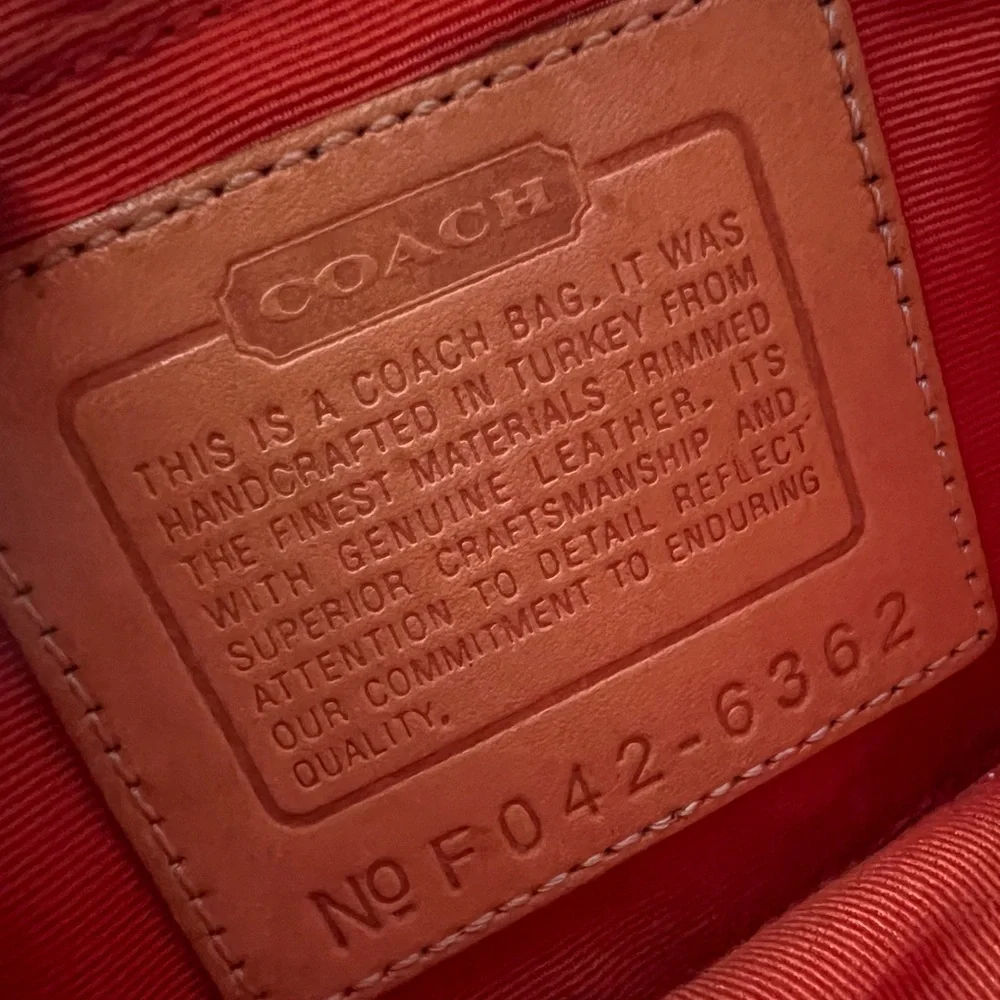 COACH
THIS IS A COACH BAG. IT WAS
HANDCRAFTED IN TURKEY FROM
THE FINEST MATERIALS TRIMMED
WITH GENUINE LEATHER. ITS
SUPERIOR CRAFTSMANSHIP AND
ATTENTION TO DETAIL REFLECT
OUR COMMITMENT TO ENDURING
QUALITY.
Nº F042-6362